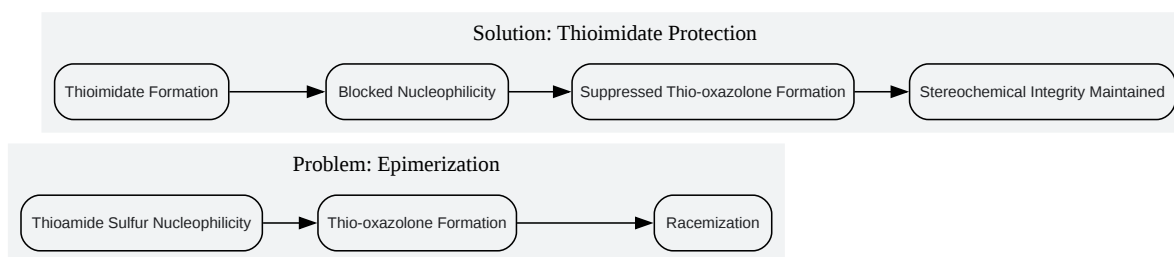 Solution: Thioimidate Protection
Thioimidate Formation
Blocked Nucleophilicity
Suppressed Thio-oxazolone Formation
Stereochemical Integrity Maintained
Problem: Epimerization
Thioamide Sulfur Nucleophilicity
Thio-oxazolone Formation
Racemization